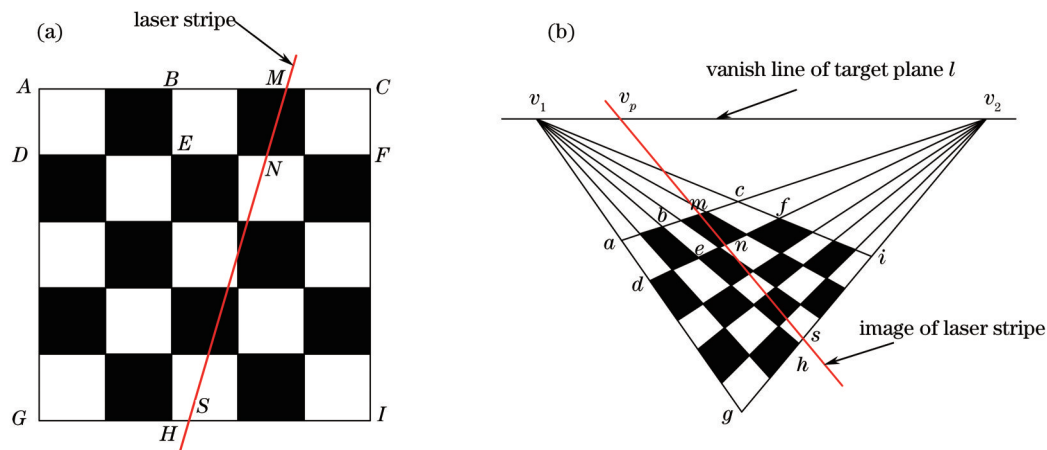 (a)
laser stripe
A B M C
D E N F
G H S I
(b)
vanish line of target plane l
v1 vp v2
a b m c
d e n f i
s
image of laser stripe
h
g